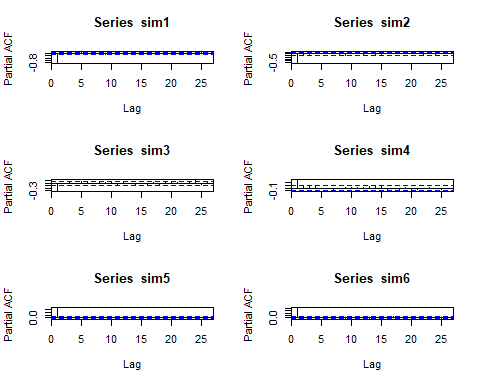 Series sim1
Partial ACF
-0.8
0 5 10 15 20 25
Lag
Series sim2
Partial ACF
-0.5
0 5 10 15 20 25
Lag
Series sim3
Partial ACF
-0.3
0 5 10 15 20 25
Lag
Series sim4
Partial ACF
-0.1
0 5 10 15 20 25
Lag
Series sim5
Partial ACF
0.0
0 5 10 15 20 25
Lag
Series sim6
Partial ACF
0.0
0 5 10 15 20 25
Lag